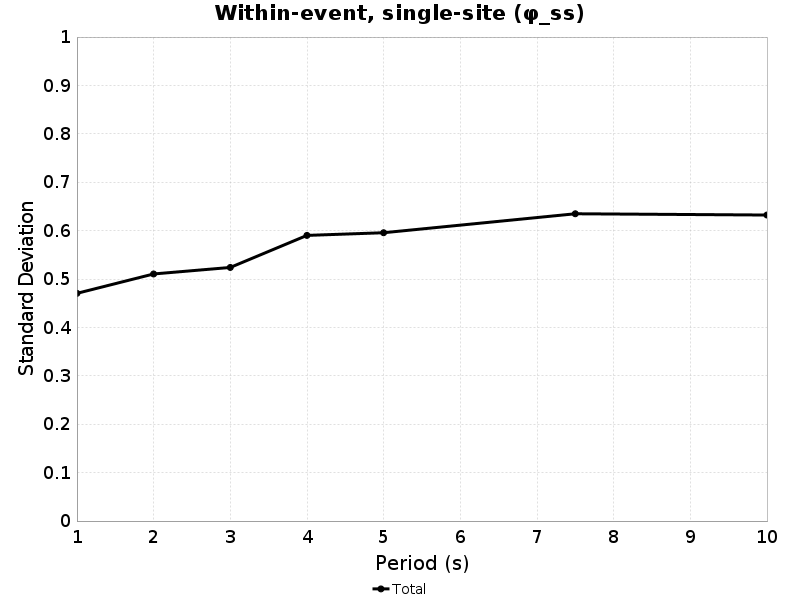 Within-event, single-site (φ_ss)
1
0.9
0.8
0.7
0.6
0.5
0.4
0.3
0.2
0.1
0
Standard Deviation
1 2 3 4 5 6 7 8 9 10
Period (s)
Total